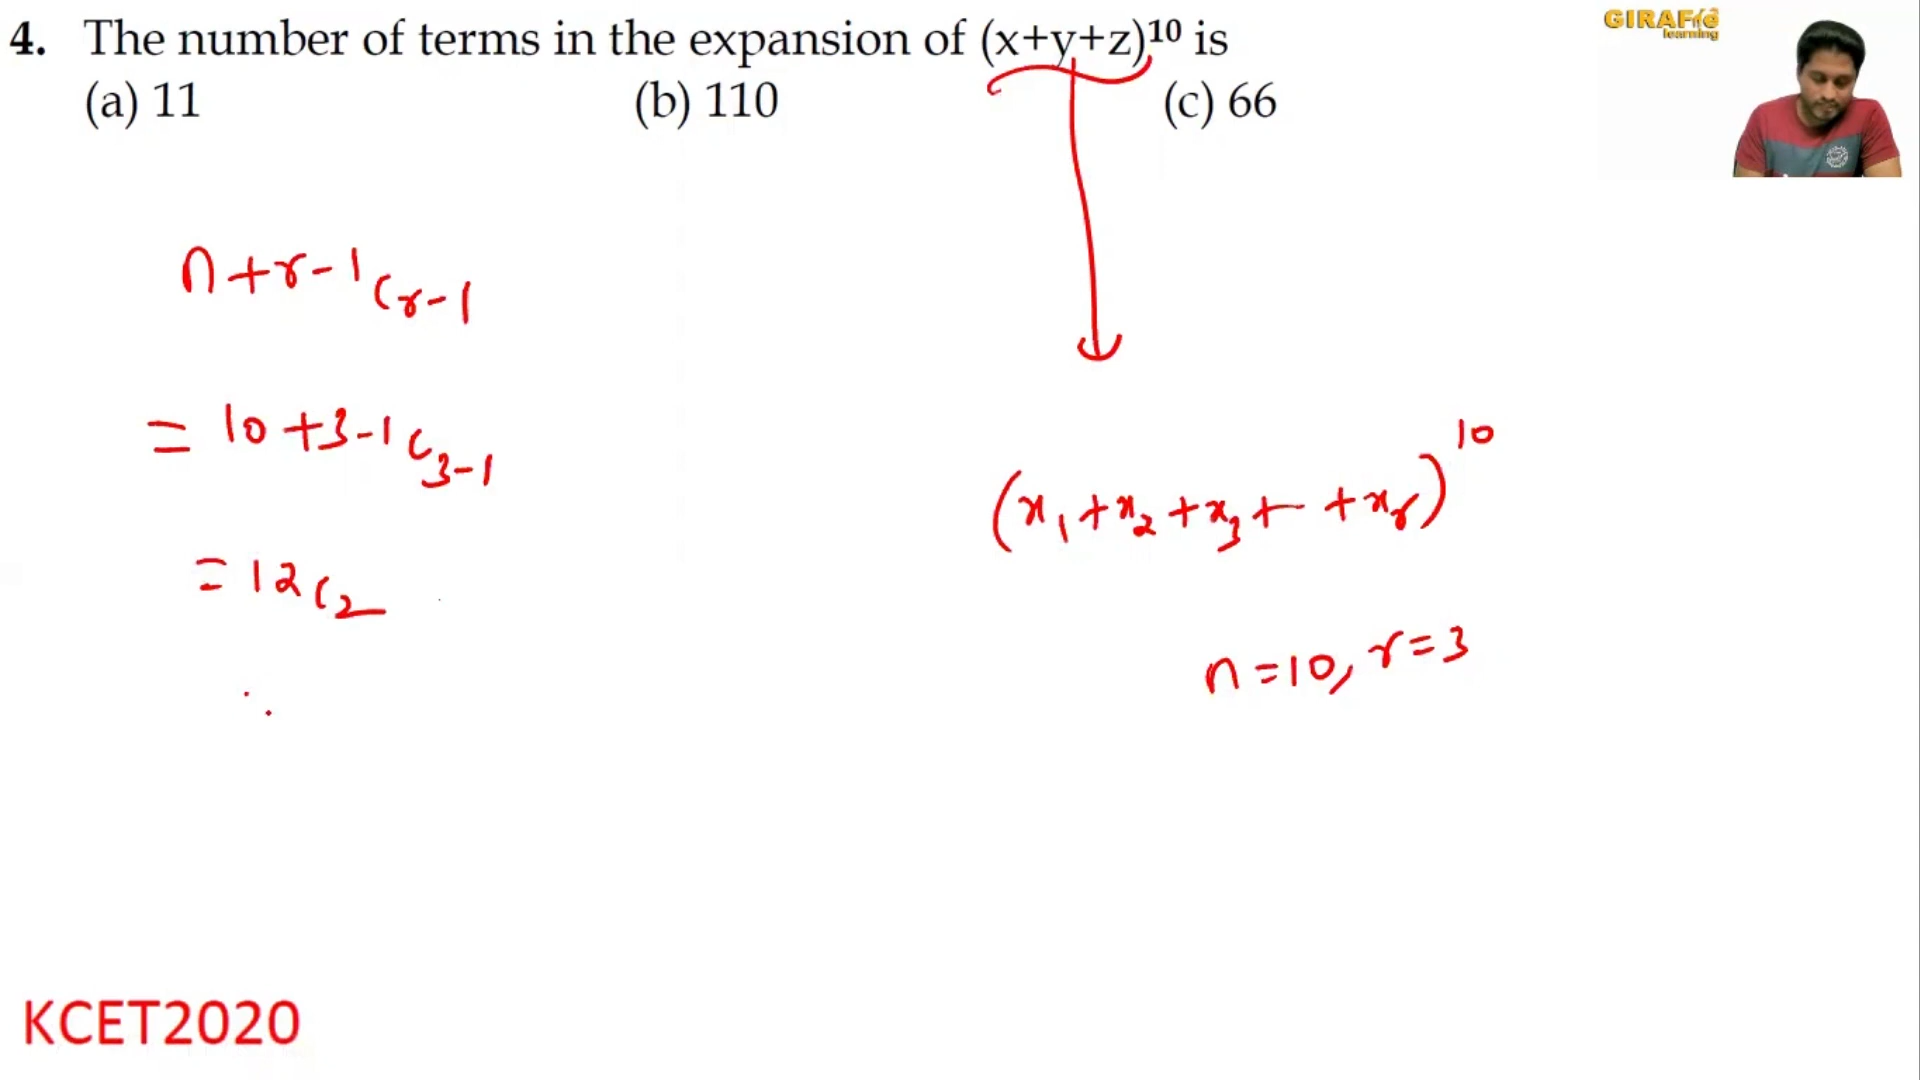 4. The number of terms in the expansion of (x+y+z)¹⁰ is
(a) 11 (b) 110 (c) 66
GIRAFFE
learning
n+r-1Cr-1
= 10+3-1C3-1
= 12C2
(x₁+x₂+x₃+ +xᵣ)¹⁰
n=10, r=3
KCET2020